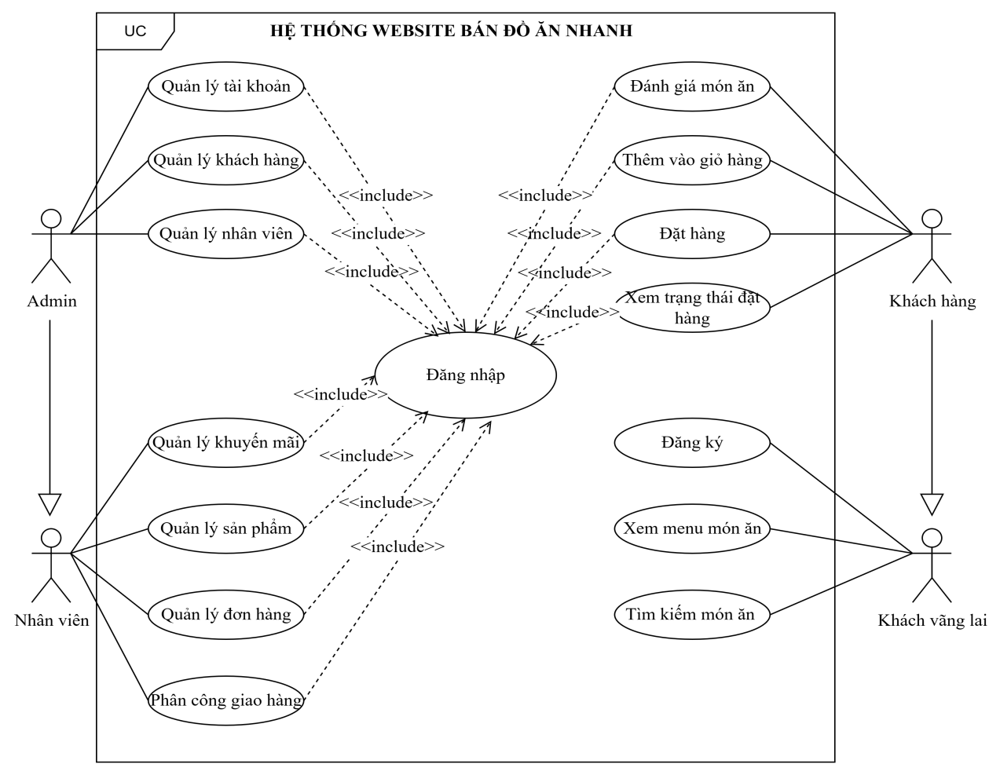 UC
HỆ THỐNG WEBSITE BÁN ĐỒ ĂN NHANH
Quản lý tài khoản
Quản lý khách hàng
Quản lý nhân viên
Đánh giá món ăn
Thêm vào giỏ hàng
Đặt hàng
Xem trạng thái đặt
hàng
<<include>>
<<include>>
<<include>>
<<include>>
<<include>>
<<include>>
<<include>>
Admin
Khách hàng
Đăng nhập
<<include>>
<<include>>
<<include>>
<<include>>
Quản lý khuyến mãi
Quản lý sản phẩm
Quản lý đơn hàng
Phân công giao hàng
Đăng ký
Xem menu món ăn
Tìm kiếm món ăn
Nhân viên
Khách vãng lai